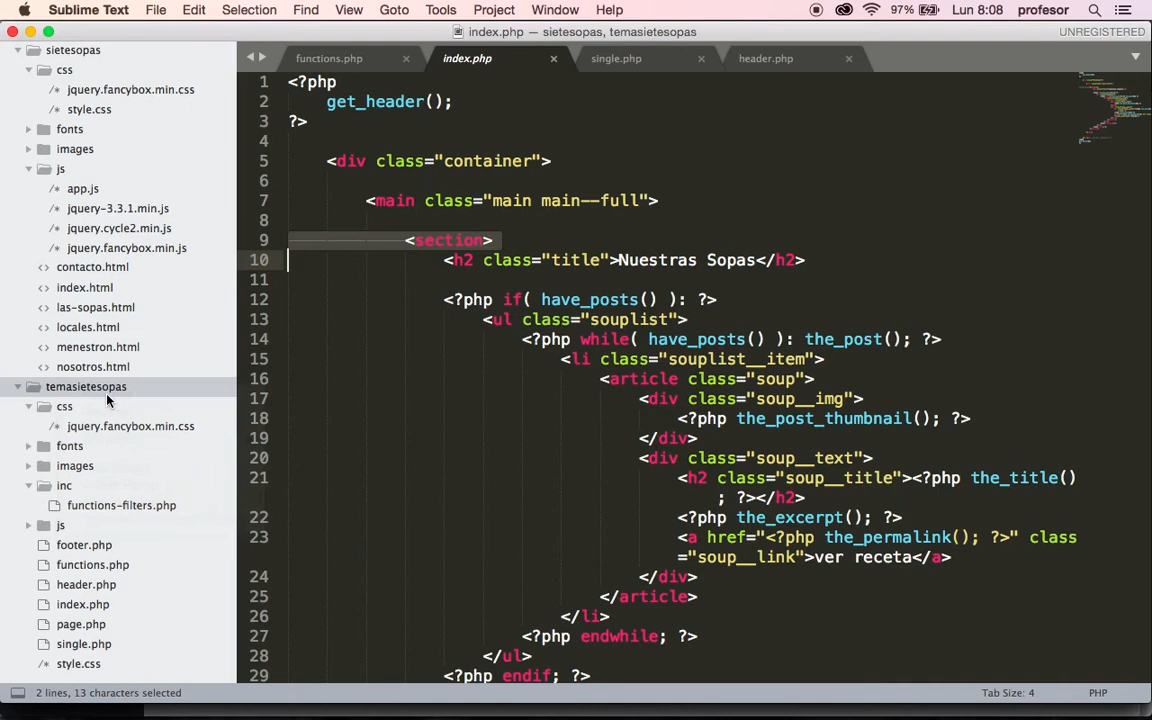 Sublime Text File Edit Selection Find View Goto Tools Project Window Help 97% Lun 8:08 profesor
index.php — sietesopas, temasietesopas UNREGISTERED
sietesopas
css
/* jquery.fancybox.min.css
/* style.css
fonts
images
js
/* app.js
/* jquery-3.3.1.min.js
/* jquery.cycle2.min.js
/* jquery.fancybox.min.js
<> contacto.html
<> index.html
<> las-sopas.html
<> locales.html
<> menestron.html
<> nosotros.html
temasietesopas
css
/* jquery.fancybox.min.css
fonts
images
inc
functions-filters.php
js
footer.php
functions.php
header.php
index.php
page.php
single.php
/* style.css
functions.php × index.php × single.php × header.php ×
1 <?php
2 get_header();
3 ?>
4
5 <div class="container">
6
7 <main class="main main--full">
8
9 <section>
10 <h2 class="title">Nuestras Sopas</h2>
11
12 <?php if( have_posts() ): ?>
13 <ul class="souplist">
14 <?php while( have_posts() ): the_post(); ?>
15 <li class="souplist__item">
16 <article class="soup">
17 <div class="soup__img">
18 <?php the_post_thumbnail(); ?>
19 </div>
20 <div class="soup__text">
21 <h2 class="soup__title"><?php the_title()
; ?></h2>
22 <?php the_excerpt(); ?>
23 <a href="<?php the_permalink(); ?>" class
="soup__link">ver receta</a>
24 </div>
25 </article>
26 </li>
27 <?php endwhile; ?>
28 </ul>
29 <?php endif; ?>
2 lines, 13 characters selected Tab Size: 4 PHP